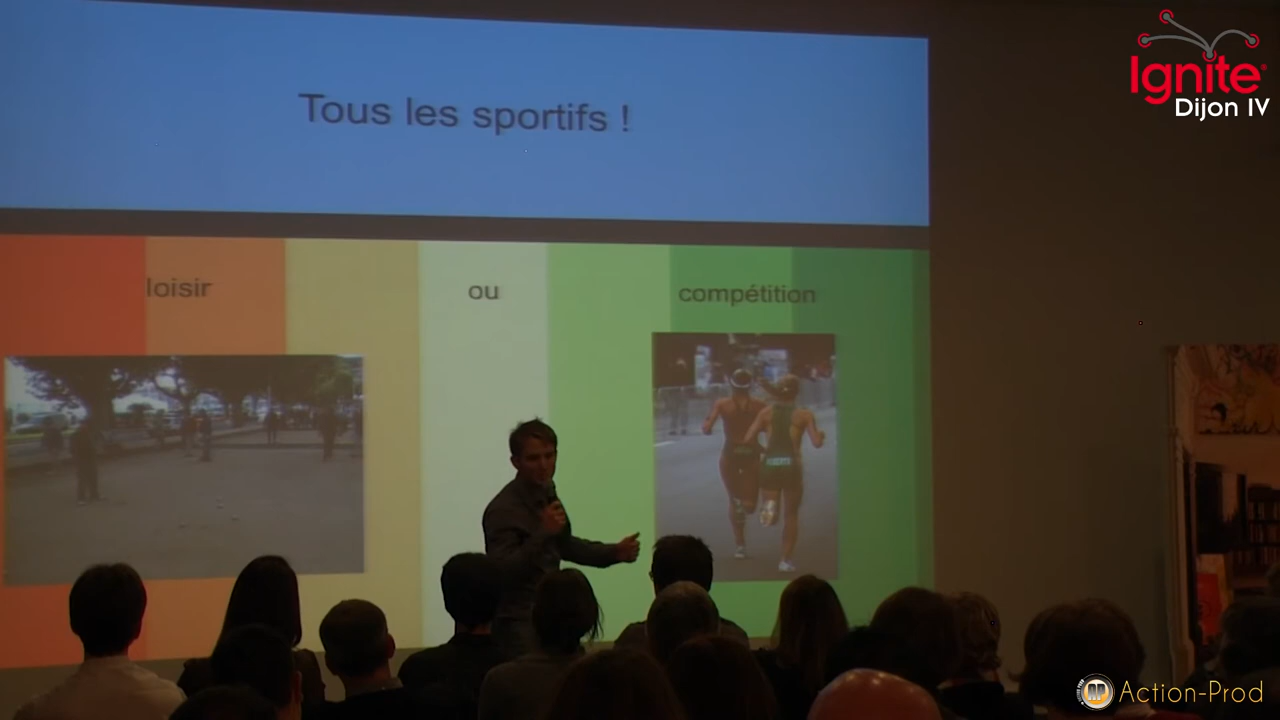 Ignite
Dijon IV
Tous les sportifs !
loisir ou compétition
Action-Prod